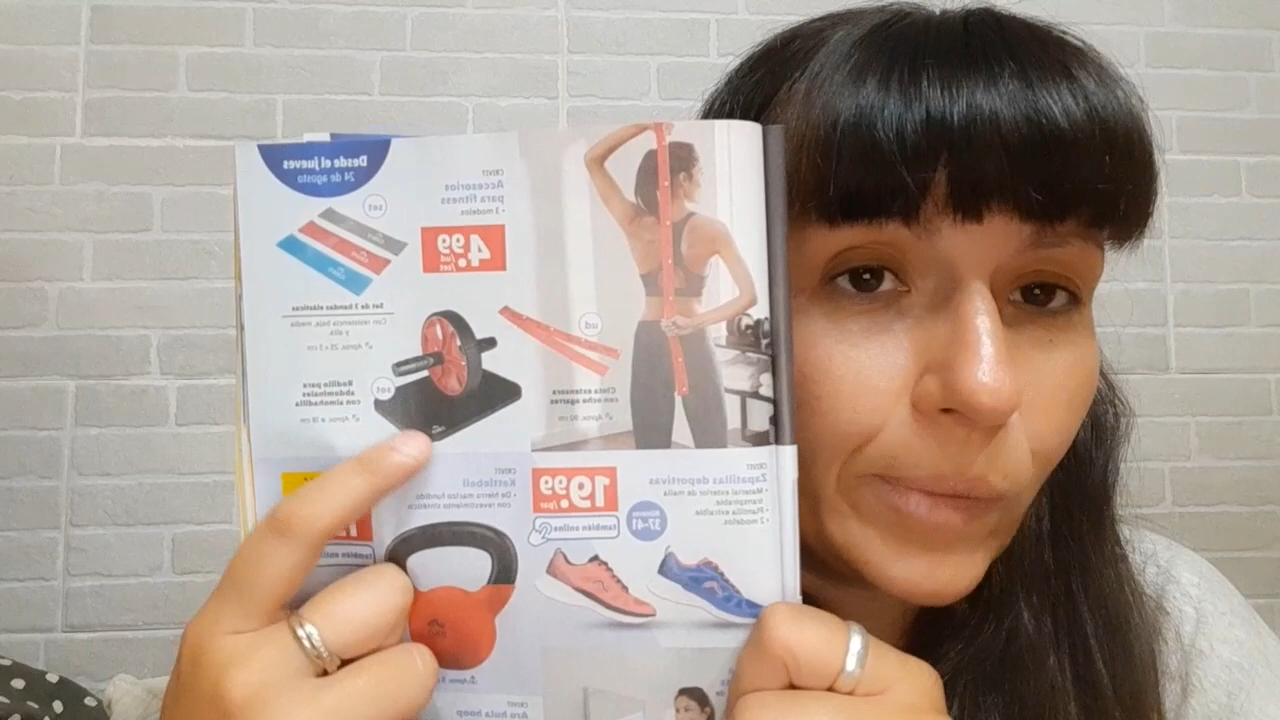 Desde el jueves
24 de agosto
CRIVIT
Accesorios
para fitness
• 3 modelos.
4.99
ud/
set
set
Set de 3 bandas elásticas
Con resistencia baja, media
y alta.
Aprox. 25 x 5 cm
Rodillo para
abdominales
con almohadilla
Aprox. ø 18 cm
set
ud
Cinta extensora
con ocho agarres
Aprox. 90 cm
CRIVIT
Kettlebell
• De hierro macizo fundido
con revestimiento sintético
también online
CRIVIT
Zapatillas deportivas
• Material exterior de malla
transpirable.
• Plantilla extraíble.
• 2 modelos.
19.99
/par
también online
Números
37-41
CRIVIT
Aro hula hoop